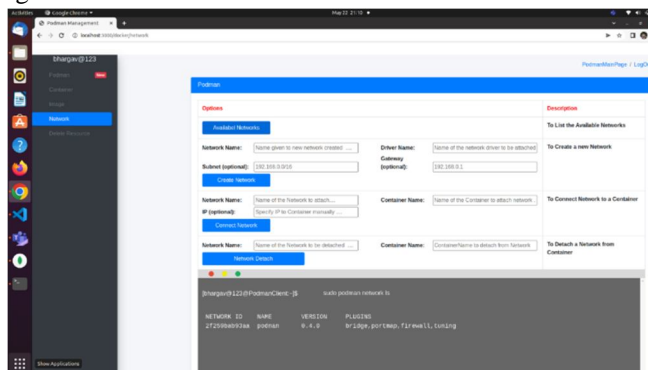 Activities Google Chrome May 22 21:10
Podman Management
localhost
bhargav@123
PodmanMainPage / LogO
Podman New
Container
Image
Network
Delete Resource
Podman
Options Description
Availablel Networks To List the Available Networks
Network Name: Name given to new network created .... Driver Name: Name of the network driver to be attached To Create a new Network
Subnet (optional): 192.168.0.0/16 Gateway (optional): 192.168.0.1
Create Network
Network Name: Name of the Network to attach... Container Name: Name of the Container to attach network To Connect Network to a Container
IP (optional): Specify IP to Container manually ...
Connect Network
Network Name: Name of the Network to be detached .... Container Name: ContainerName to detach from Network To Detach a Network from Container
Network Detach
[bhargav@123@PodmanClient:~]$ sudo podman network ls
NETWORK ID NAME VERSION PLUGINS
podman 0.4.0 bridge,portmap,firewall,tuning
Show Applications